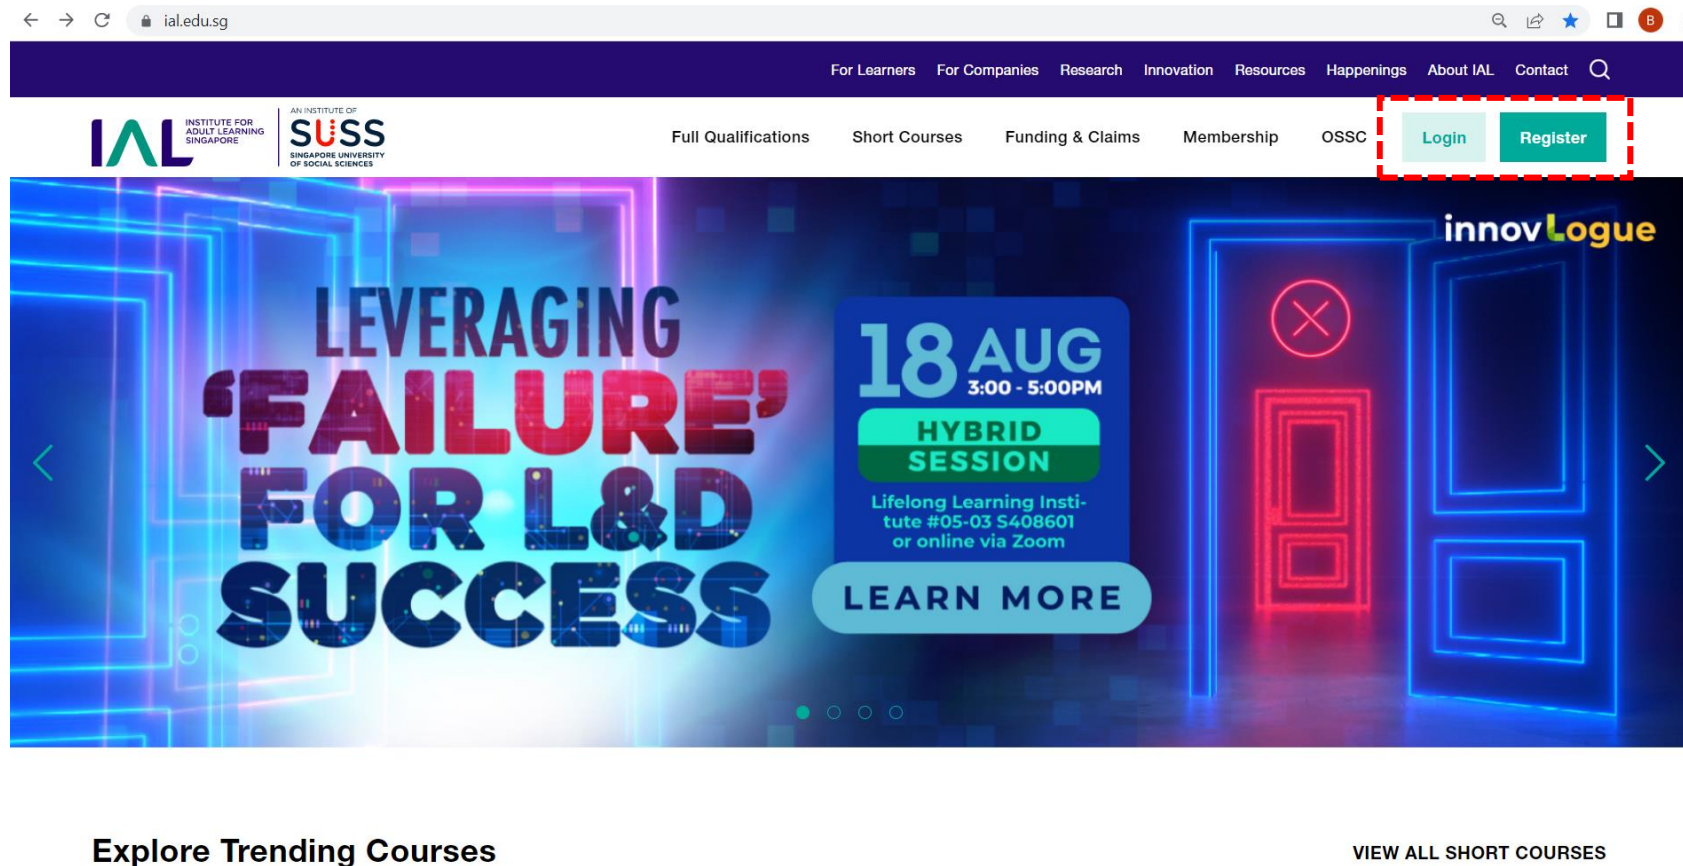 ial.edu.sg
B
For Learners For Companies Research Innovation Resources Happenings About IAL Contact
IAL
INSTITUTE FOR
ADULT LEARNING
SINGAPORE
AN INSTITUTE OF
SUSS
SINGAPORE UNIVERSITY
OF SOCIAL SCIENCES
Full Qualifications Short Courses Funding & Claims Membership OSSC Login Register
innovLogue
LEVERAGING
‘FAILURE’
FOR L&D
SUCCESS
18 AUG
3:00 - 5:00PM
HYBRID
SESSION
Lifelong Learning Insti-
tute #05-03 S408601
or online via Zoom
LEARN MORE
Explore Trending Courses
VIEW ALL SHORT COURSES